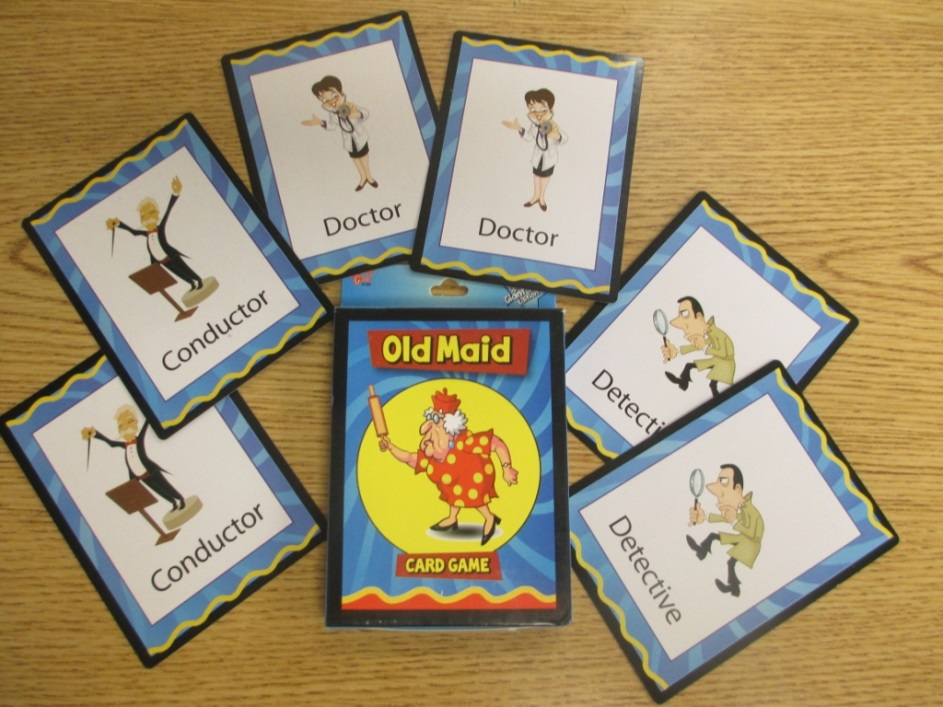 Doctor
Doctor
Conductor
Conductor
Old Maid
CARD GAME
Detecti
Detective